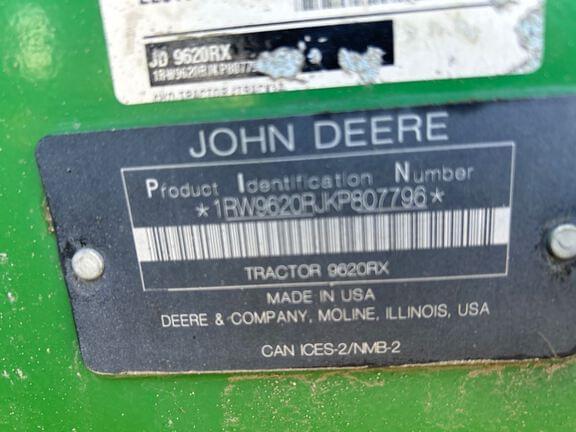 JD 9620RX
JOHN DEERE
Product Identification Number
*1RW9620RJKP807796*
TRACTOR 9620RX
MADE IN USA
DEERE & COMPANY, MOLINE, ILLINOIS, USA
CAN ICES-2/NMB-2